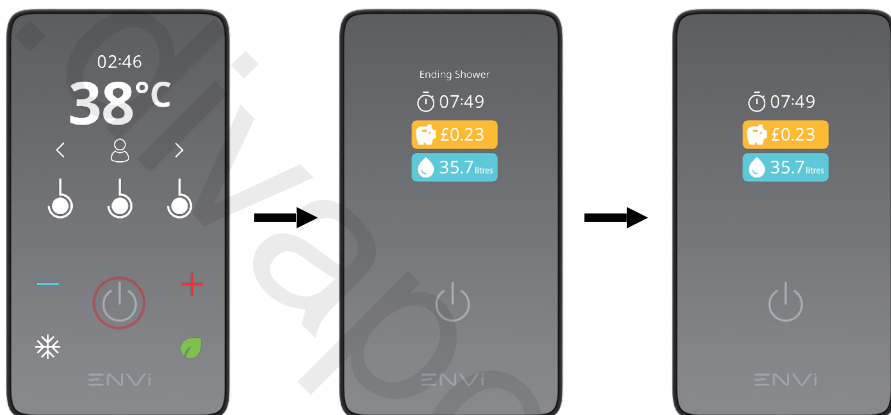 02:46
38°C
ENVi
Ending Shower
07:49
£0.23
35.7 litres
ENVi
07:49
£0.23
35.7 litres
ENVi